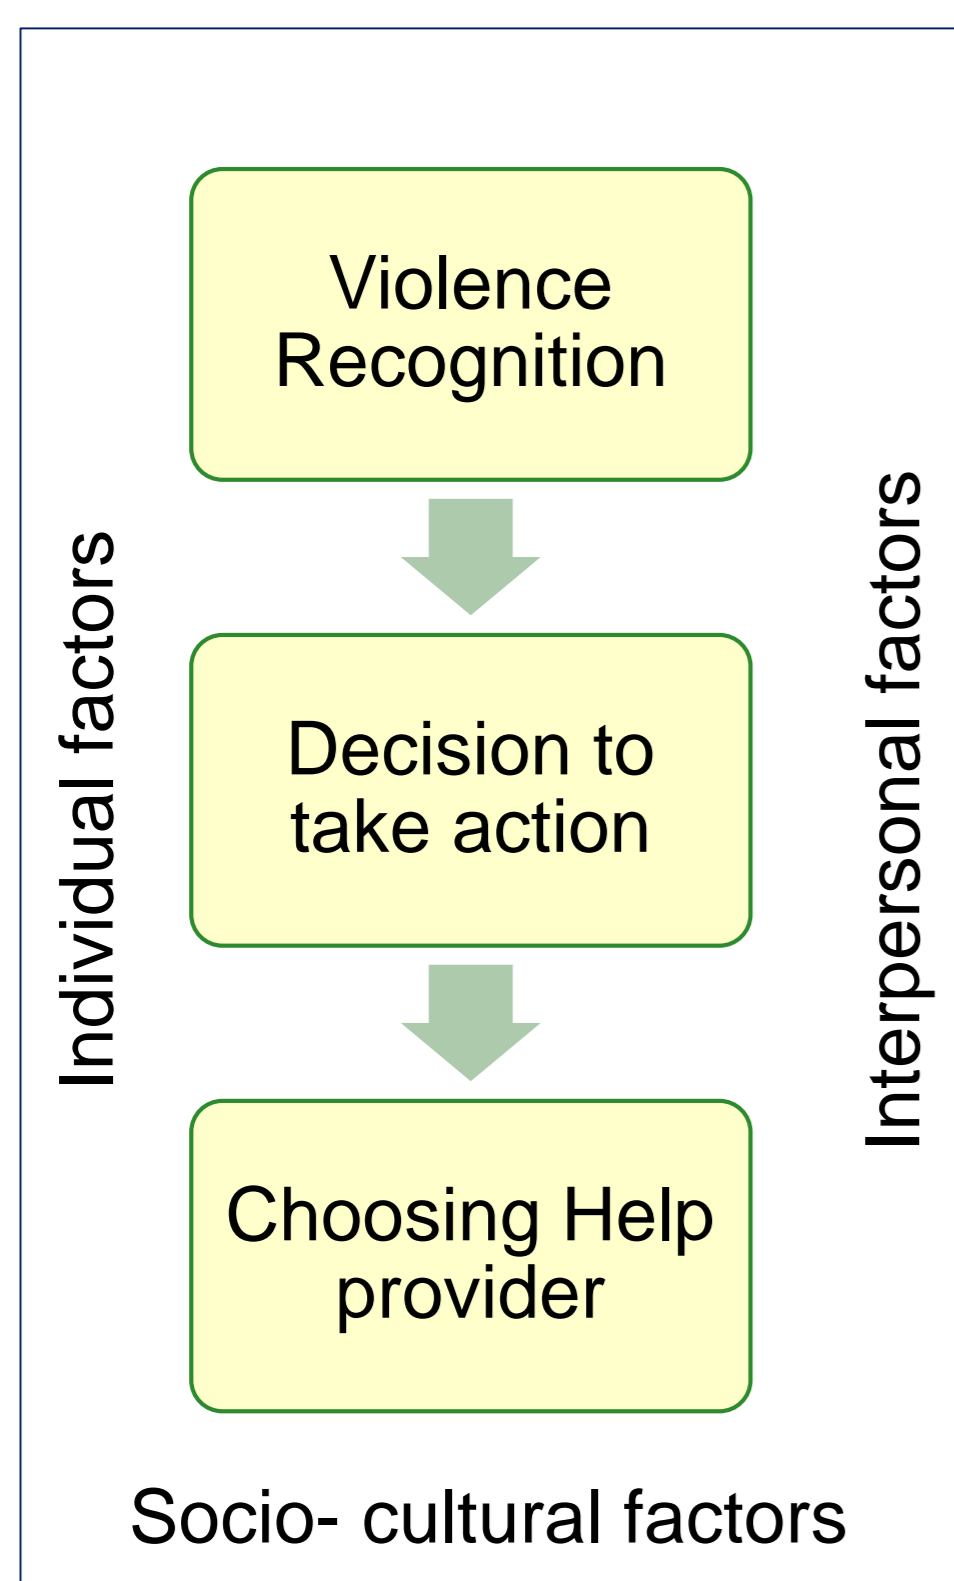 Violence
Recognition
Individual factors
Interpersonal factors
Decision to
take action
Choosing Help
provider
Socio- cultural factors